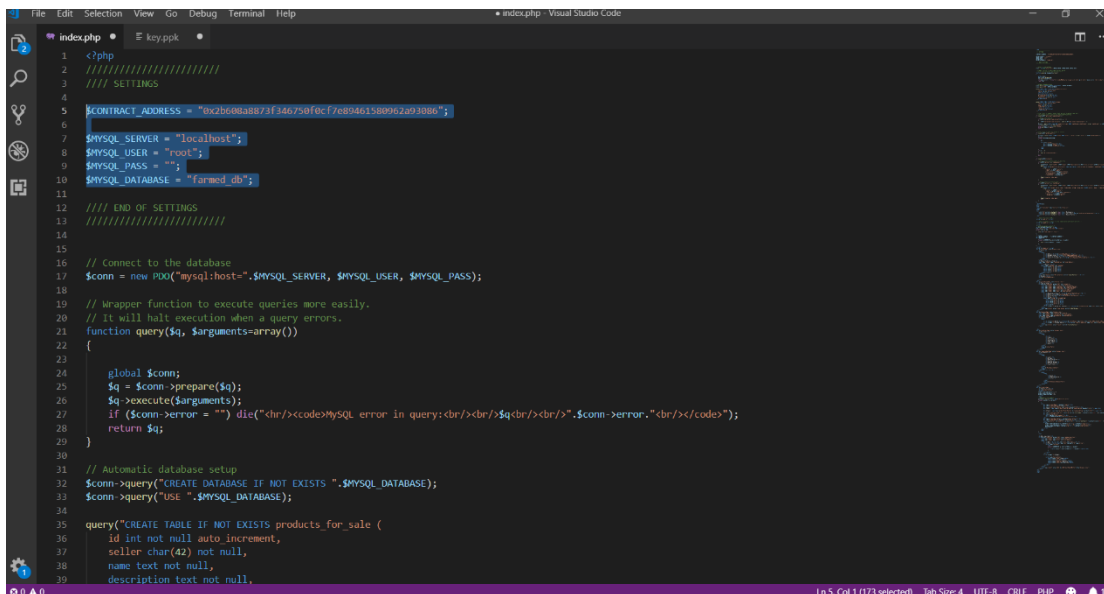 File Edit Selection View Go Debug Terminal Help
● index.php - Visual Studio Code
index.php ●
key.ppk ●
2
1 <?php
2 ////////////////////////
3 //// SETTINGS
4
5 $CONTRACT_ADDRESS = "0x2b608a8873f346750f0cf7e89461580962a93086";
6
7 $MYSQL_SERVER = "localhost";
8 $MYSQL_USER = "root";
9 $MYSQL_PASS = "";
10 $MYSQL_DATABASE = "farmed_db";
11
12 //// END OF SETTINGS
13 /////////////////////////
14
15
16 // Connect to the database
17 $conn = new PDO("mysql:host=".$MYSQL_SERVER, $MYSQL_USER, $MYSQL_PASS);
18
19 // Wrapper function to execute queries more easily.
20 // It will halt execution when a query errors.
21 function query($q, $arguments=array())
22 {
23
24 global $conn;
25 $q = $conn->prepare($q);
26 $q->execute($arguments);
27 if ($conn->error = "") die("<hr/><code>MySQL error in query:<br/><br/>$q<br/><br/>".$conn->error."<br/></code>");
28 return $q;
29 }
30
31 // Automatic database setup
32 $conn->query("CREATE DATABASE IF NOT EXISTS ".$MYSQL_DATABASE);
33 $conn->query("USE ".$MYSQL_DATABASE);
34
35 query("CREATE TABLE IF NOT EXISTS products_for_sale (
36 id int not null auto_increment,
37 seller char(42) not null,
38 name text not null,
39 description text not null,
1
0 0 Ln 5, Col 1 (173 selected) Tab Size: 4 UTF-8 CRLF PHP 1